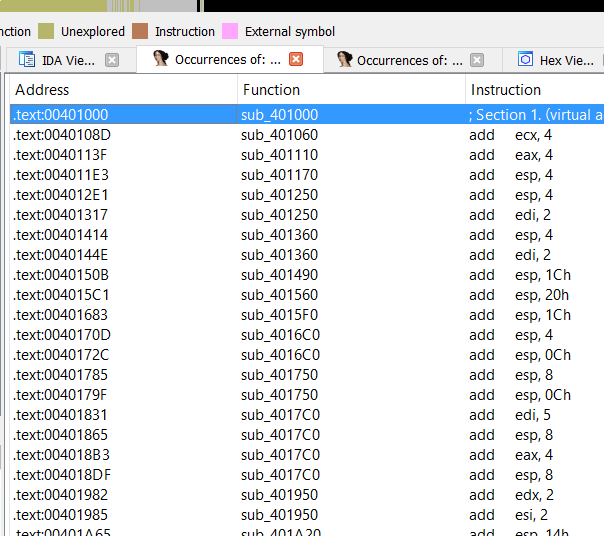 nction Unexplored Instruction External symbol
IDA Vie... Occurrences of: ... Occurrences of: ... Hex Vie...
Address Function Instruction
.text:00401000 sub_401000 ; Section 1. (virtual a
.text:0040108D sub_401060 add ecx, 4
.text:0040113F sub_401110 add eax, 4
.text:004011E3 sub_401170 add esp, 4
.text:004012E1 sub_401250 add esp, 4
.text:00401317 sub_401250 add edi, 2
.text:00401414 sub_401360 add esp, 4
.text:0040144E sub_401360 add edi, 2
.text:0040150B sub_401490 add esp, 1Ch
.text:004015C1 sub_401560 add esp, 20h
.text:00401683 sub_4015F0 add esp, 1Ch
.text:0040170D sub_4016C0 add esp, 4
.text:0040172C sub_4016C0 add esp, 0Ch
.text:00401785 sub_401750 add esp, 8
.text:0040179F sub_401750 add esp, 0Ch
.text:00401831 sub_4017C0 add edi, 5
.text:00401865 sub_4017C0 add esp, 8
.text:004018B3 sub_4017C0 add eax, 4
.text:004018DF sub_4017C0 add esp, 8
.text:00401982 sub_401950 add edx, 2
.text:00401985 sub_401950 add esi, 2
.text:00401A65 sub_401A20 add esp, 14h